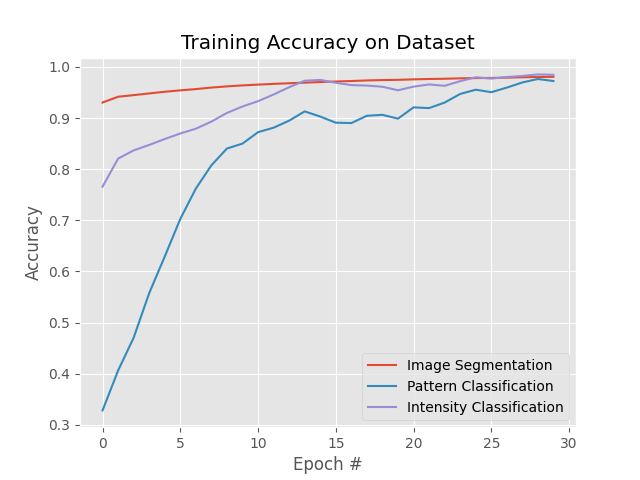 Training Accuracy on Dataset
Accuracy
1.0
0.9
0.8
0.7
0.6
0.5
0.4
0.3
0
5
10
15
20
25
30
Epoch #
Image Segmentation
Pattern Classification
Intensity Classification